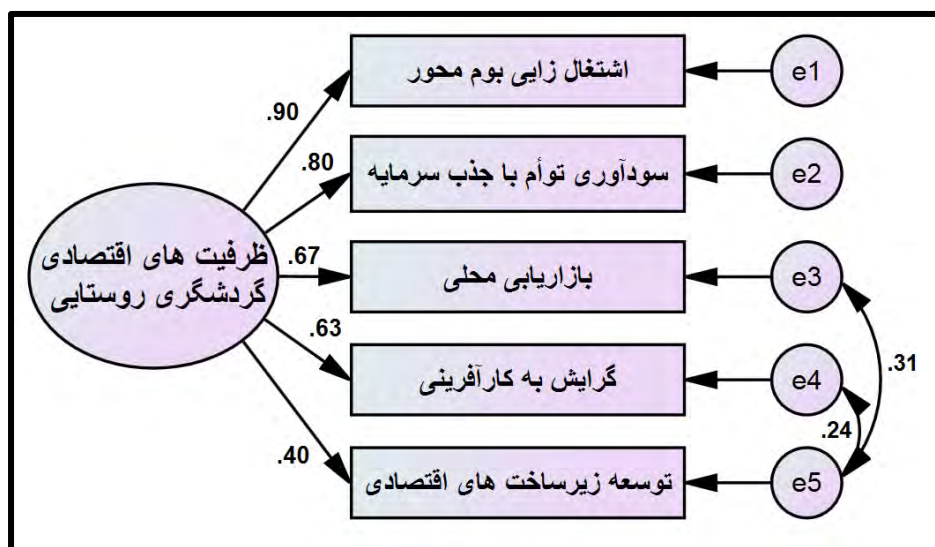 اشتغال زایی بوم محور
e1
.90
سودآوری توأم با جذب سرمایه
e2
.80
ظرفیت های اقتصادی
گردشگری روستایی
.67
بازاریابی محلی
e3
.63
گرایش به کارآفرینی
e4
.31
.24
.40
توسعه زیرساخت های اقتصادی
e5